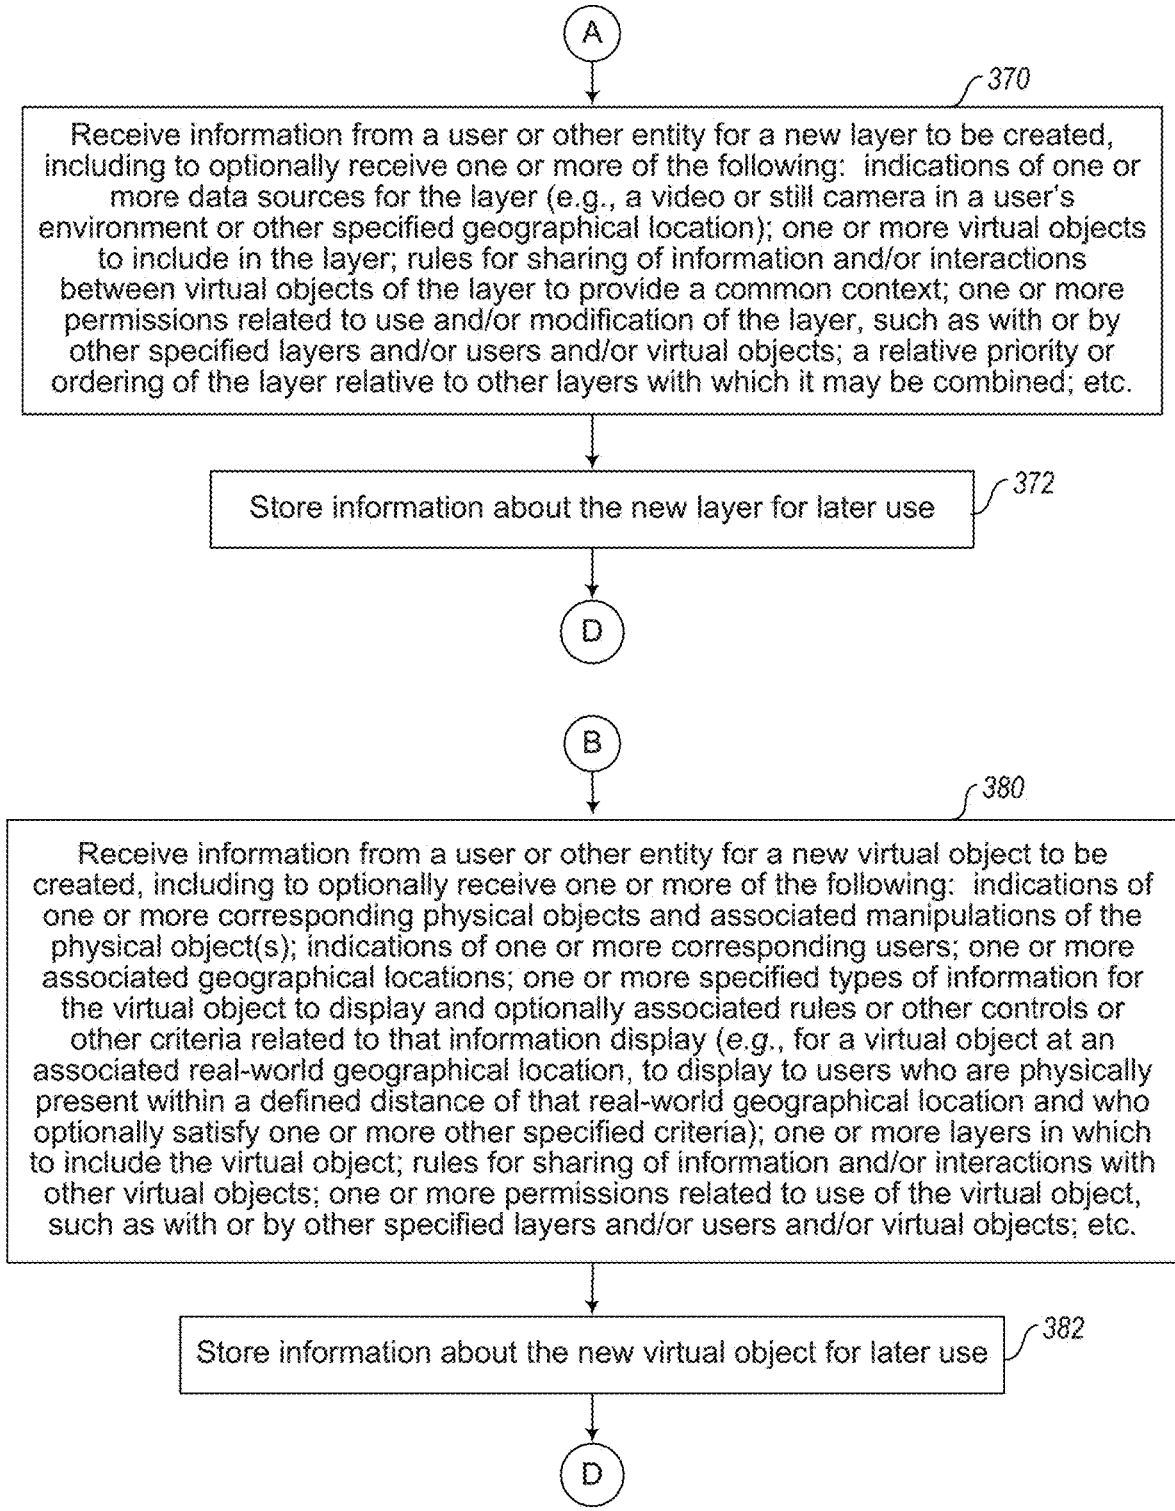 A
370
Receive information from a user or other entity for a new layer to be created,
including to optionally receive one or more of the following: indications of one or
more data sources for the layer (e.g., a video or still camera in a user's
environment or other specified geographical location); one or more virtual objects
to include in the layer; rules for sharing of information and/or interactions
between virtual objects of the layer to provide a common context; one or more
permissions related to use and/or modification of the layer, such as with or by
other specified layers and/or users and/or virtual objects; a relative priority or
ordering of the layer relative to other layers with which it may be combined; etc.
372
Store information about the new layer for later use
D
B
380
Receive information from a user or other entity for a new virtual object to be
created, including to optionally receive one or more of the following: indications of
one or more corresponding physical objects and associated manipulations of the
physical object(s); indications of one or more corresponding users; one or more
associated geographical locations; one or more specified types of information for
the virtual object to display and optionally associated rules or other controls or
other criteria related to that information display (e.g., for a virtual object at an
associated real-world geographical location, to display to users who are physically
present within a defined distance of that real-world geographical location and who
optionally satisfy one or more other specified criteria); one or more layers in which
to include the virtual object; rules for sharing of information and/or interactions with
other virtual objects; one or more permissions related to use of the virtual object,
such as with or by other specified layers and/or users and/or virtual objects; etc.
382
Store information about the new virtual object for later use
D